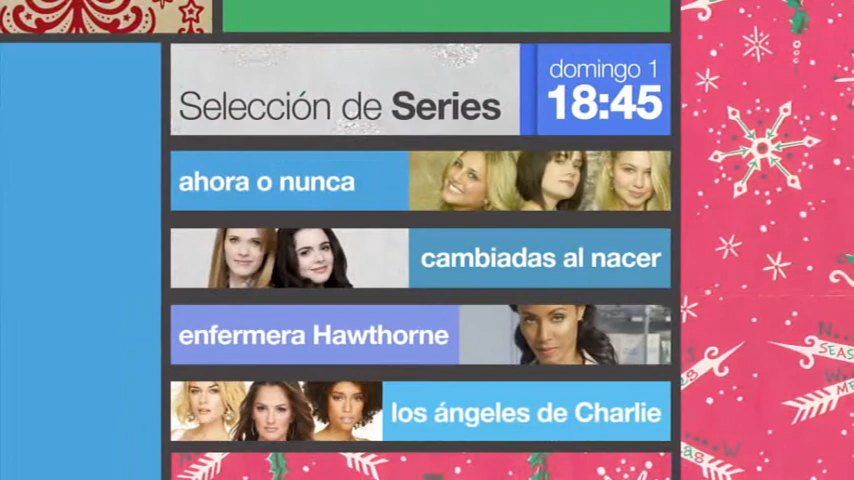 Selección de Series
domingo 1
18:45
ahora o nunca
cambiadas al nacer
enfermera Hawthorne
los ángeles de Charlie